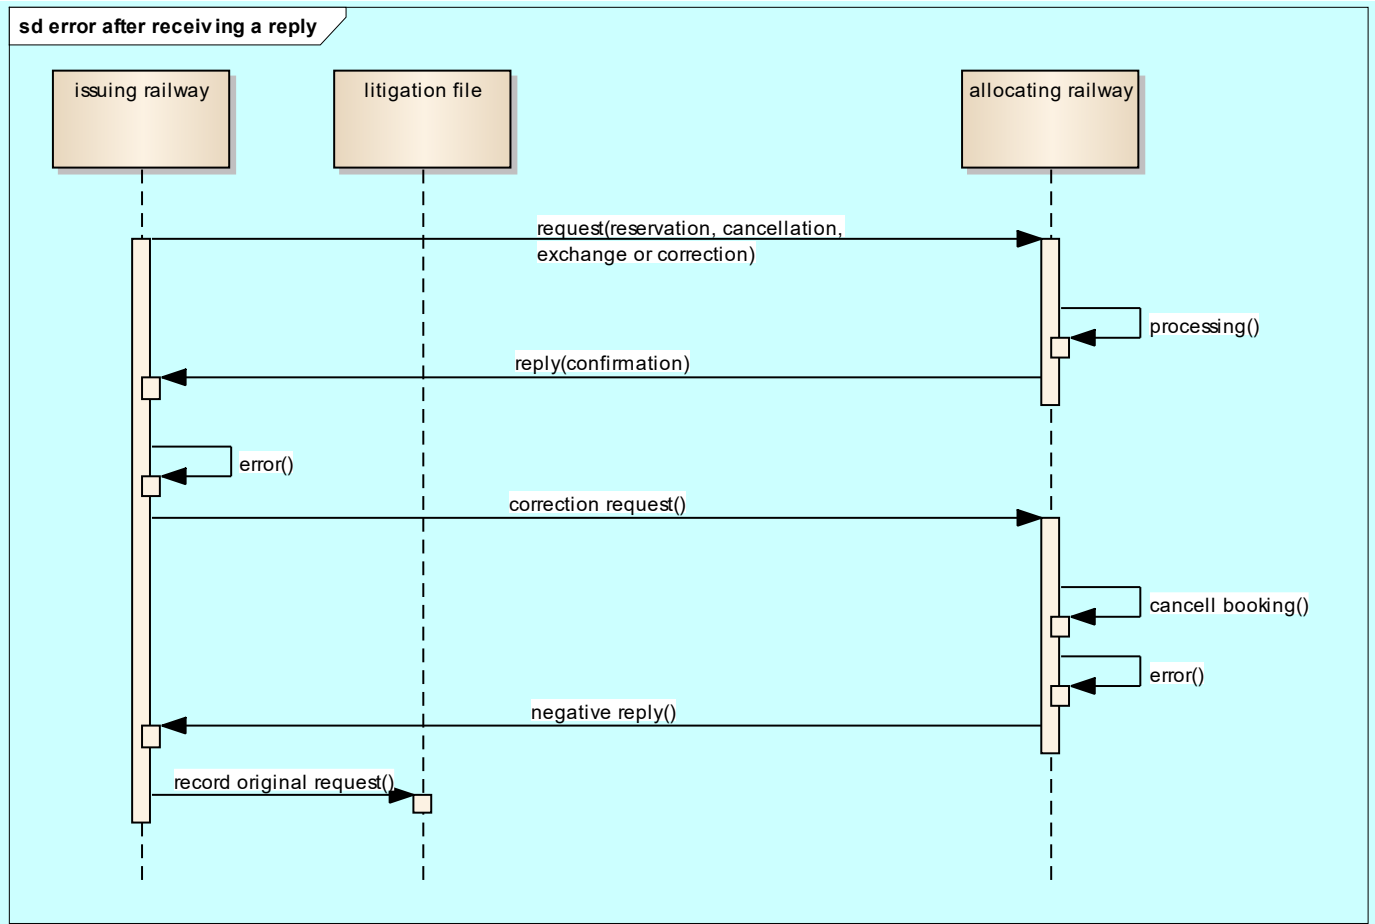 sd error after receiving a reply
issuing railway
litigation file
allocating railway
request(reservation, cancellation,
exchange or correction)
processing()
reply(confirmation)
error()
correction request()
cancell booking()
error()
negative reply()
record original request()